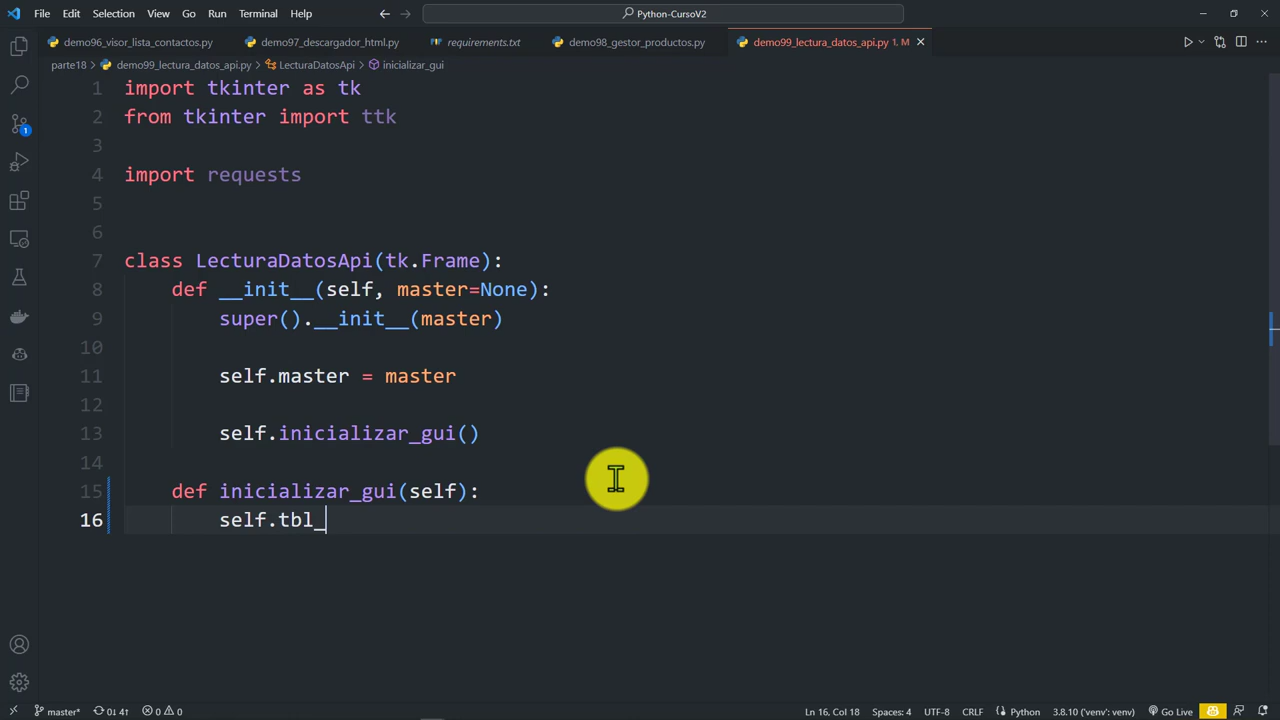 File Edit Selection View Go Run Terminal Help Python-CursoV2
demo96_visor_lista_contactos.py demo97_descargador_html.py requirements.txt demo98_gestor_productos.py demo99_lectura_datos_api.py 1, M
parte18 > demo99_lectura_datos_api.py > LecturaDatosApi > inicializar_gui
1 import tkinter as tk
2 from tkinter import ttk
3
4 import requests
5
6
7 class LecturaDatosApi(tk.Frame):
8 def __init__(self, master=None):
9 super().__init__(master)
10
11 self.master = master
12
13 self.inicializar_gui()
14
15 def inicializar_gui(self):
16 self.tbl_
master* 0↓ 4↑ 0 0 Ln 16, Col 18 Spaces: 4 UTF-8 CRLF Python 3.8.10 ('venv': venv) Go Live